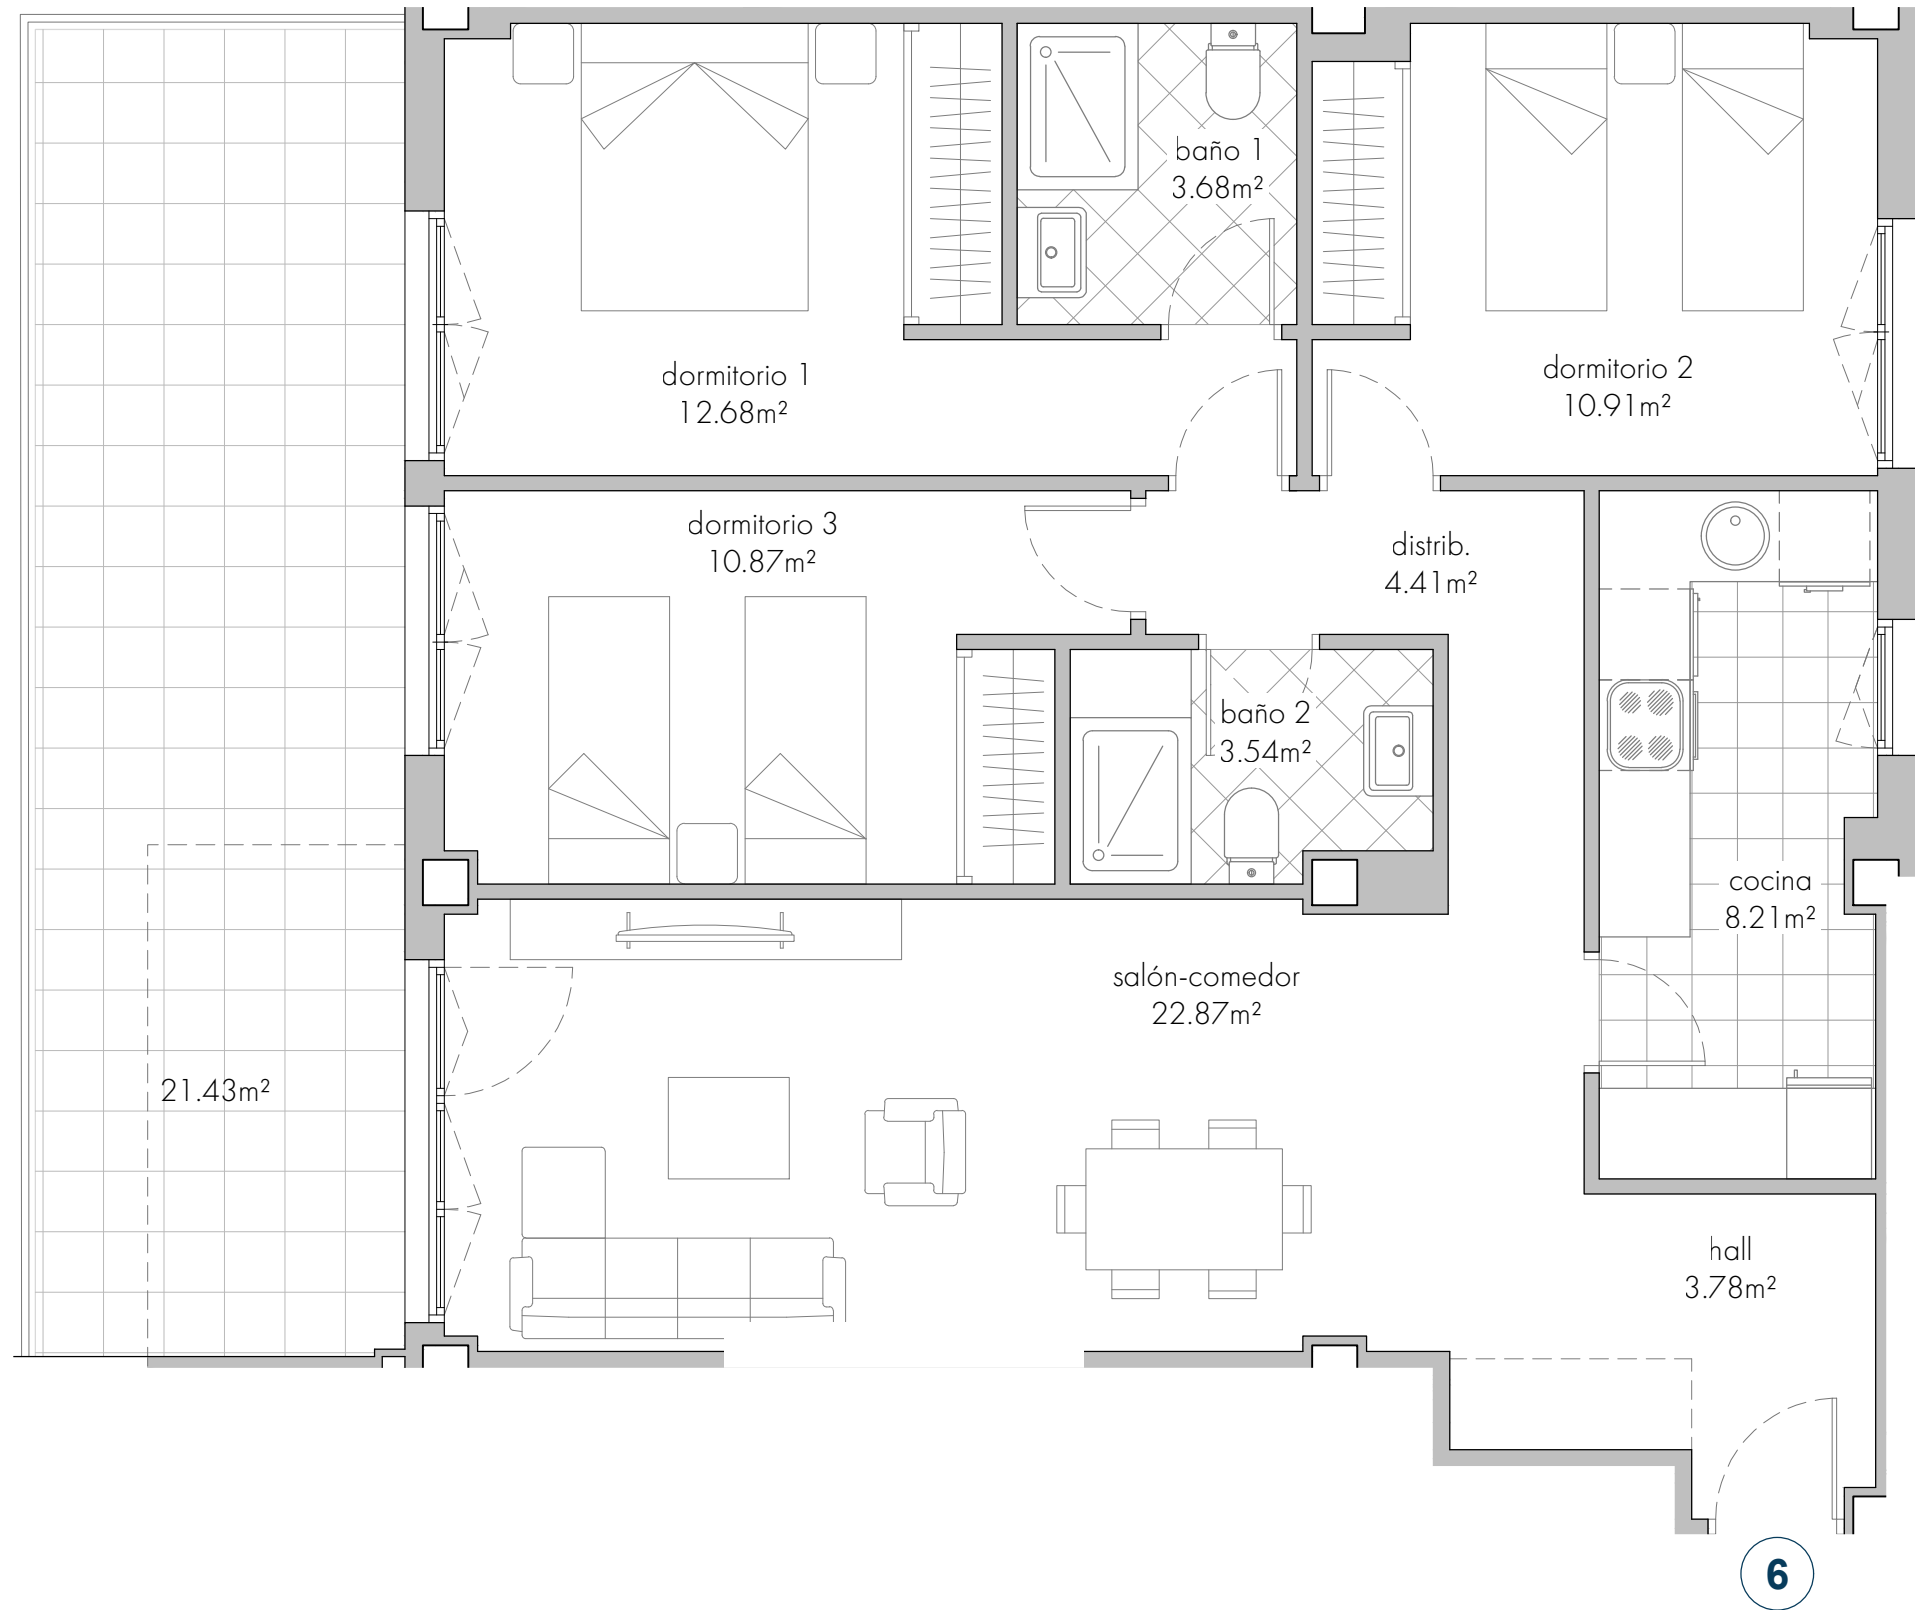 baño 1
3.68m²
dormitorio 1
12.68m²
dormitorio 2
10.91m²
dormitorio 3
10.87m²
distrib.
4.41m²
baño 2
3.54m²
cocina
8.21m²
salón-comedor
22.87m²
21.43m²
hall
3.78m²
6